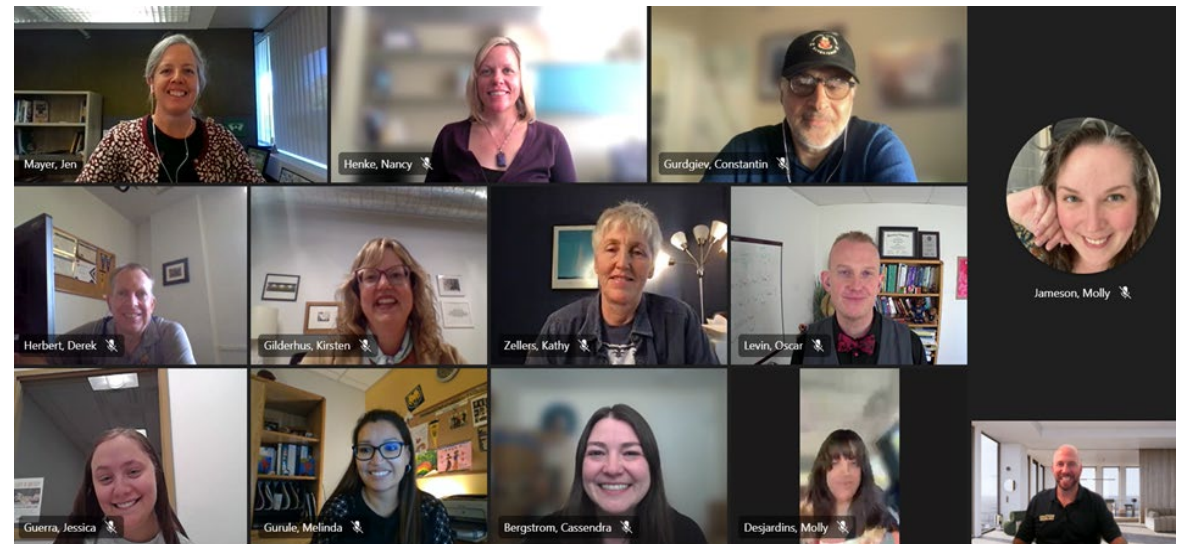 Mayer, Jen
Henke, Nancy
Gurdgiev, Constantin
Jameson, Molly
Herbert, Derek
Gilderhus, Kirsten
Zellers, Kathy
Levin, Oscar
Guerra, Jessica
Gurule, Melinda
Bergstrom, Cassendra
Desjardins, Molly